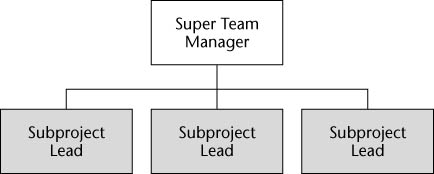 Super Team
Manager
Subproject
Lead
Subproject
Lead
Subproject
Lead